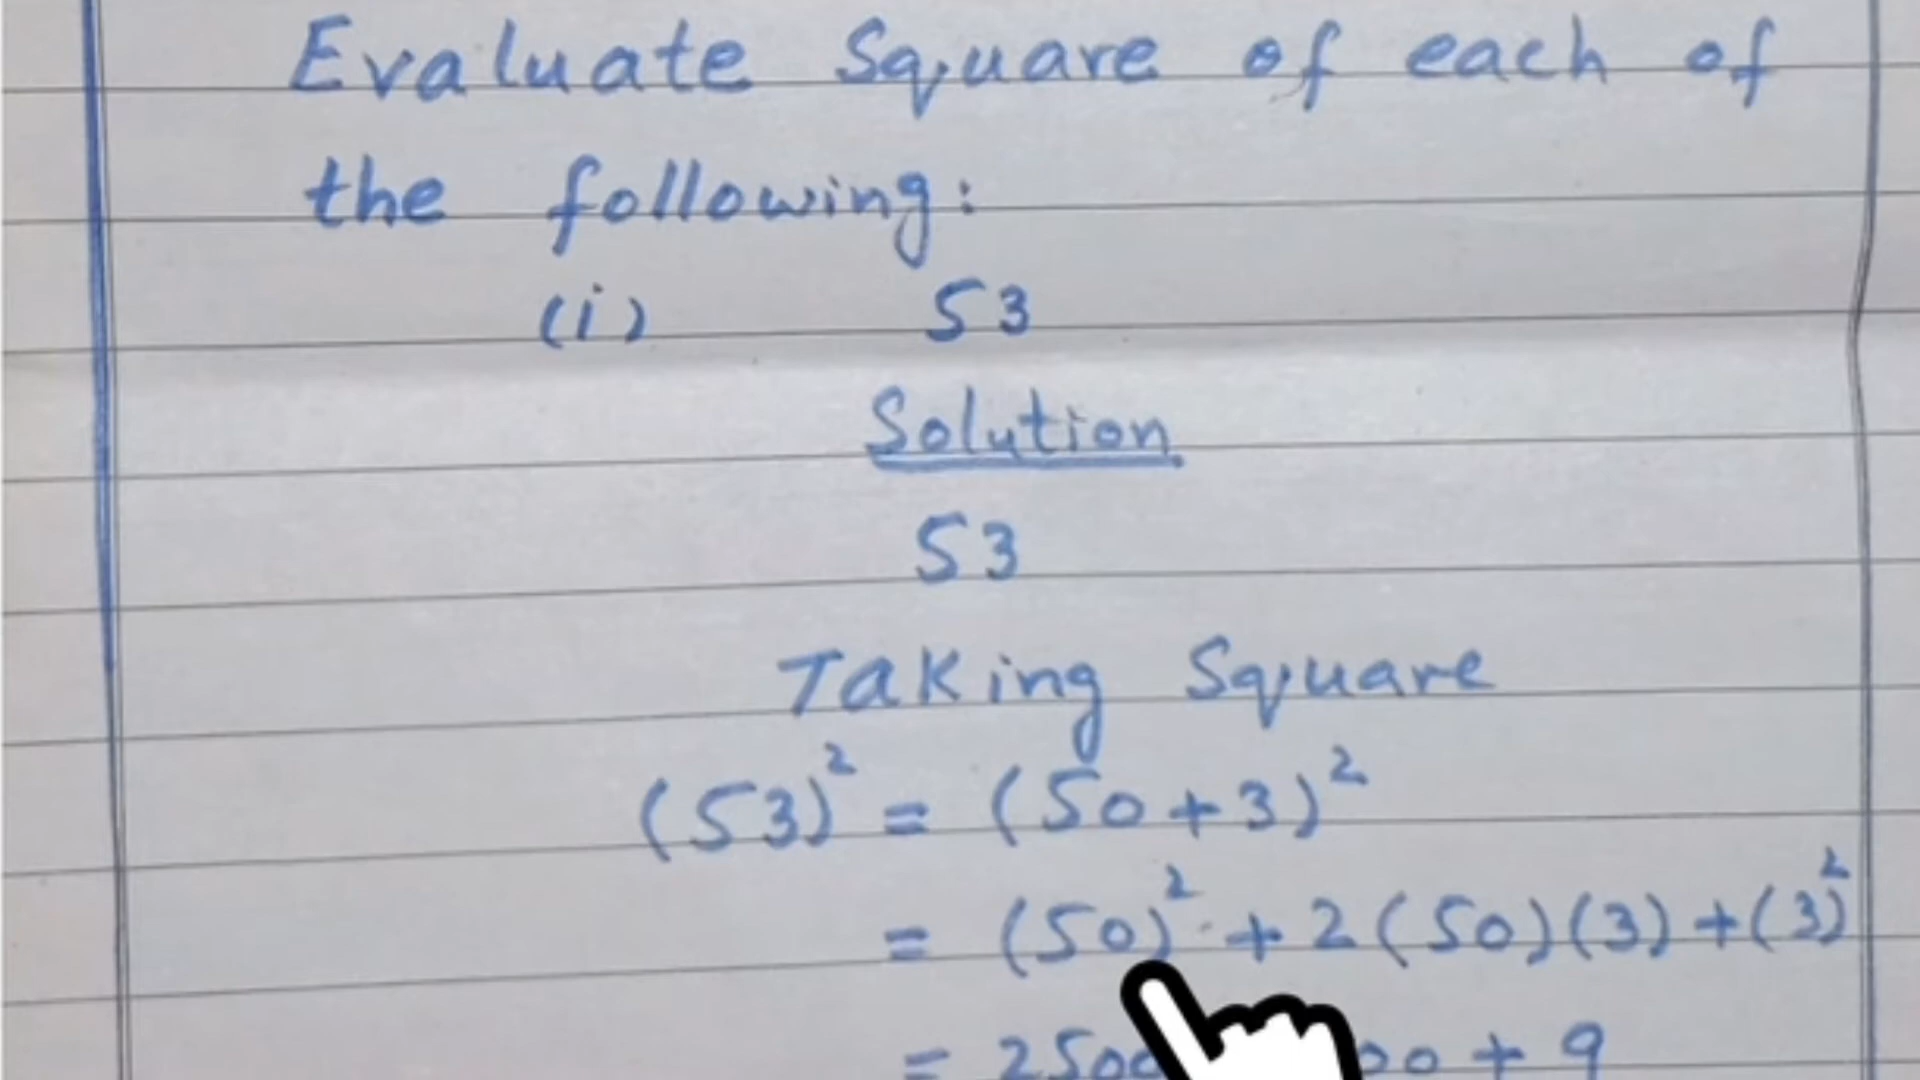 Evaluate Square of each of
the following:
(i) 53
Solution
53
Taking Square
(53)² = (50+3)²
= (50)² + 2(50)(3)+(3)²
= 2500 + 9